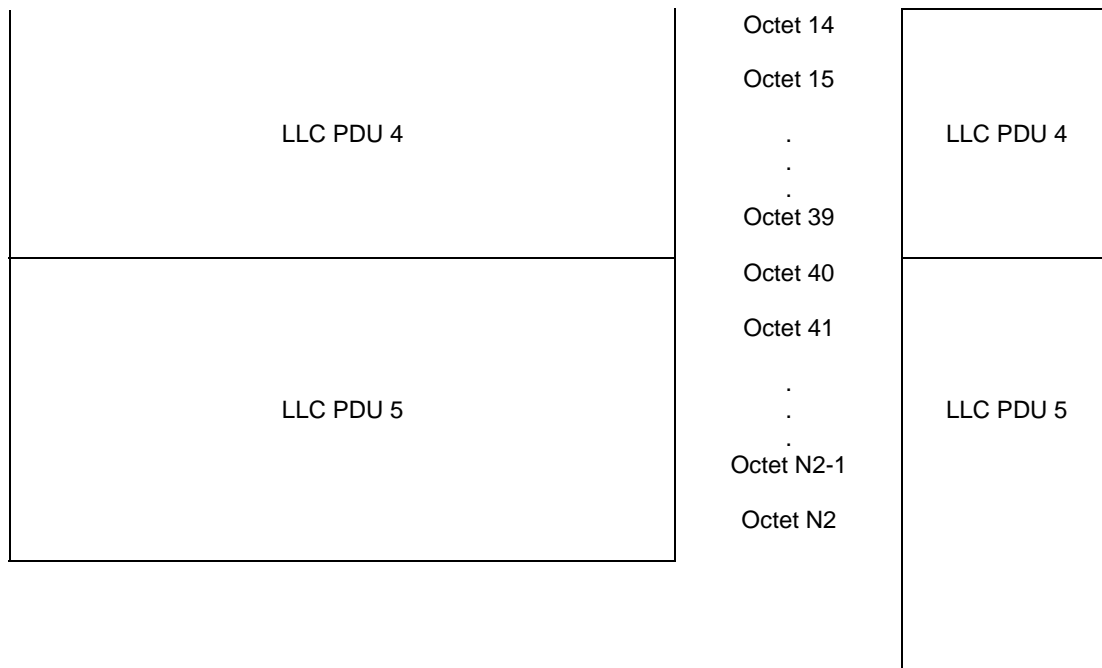 Octet 14
Octet 15
LLC PDU 4 . LLC PDU 4
.
.
Octet 39
Octet 40
Octet 41
.
LLC PDU 5 . LLC PDU 5
.
Octet N2-1
Octet N2